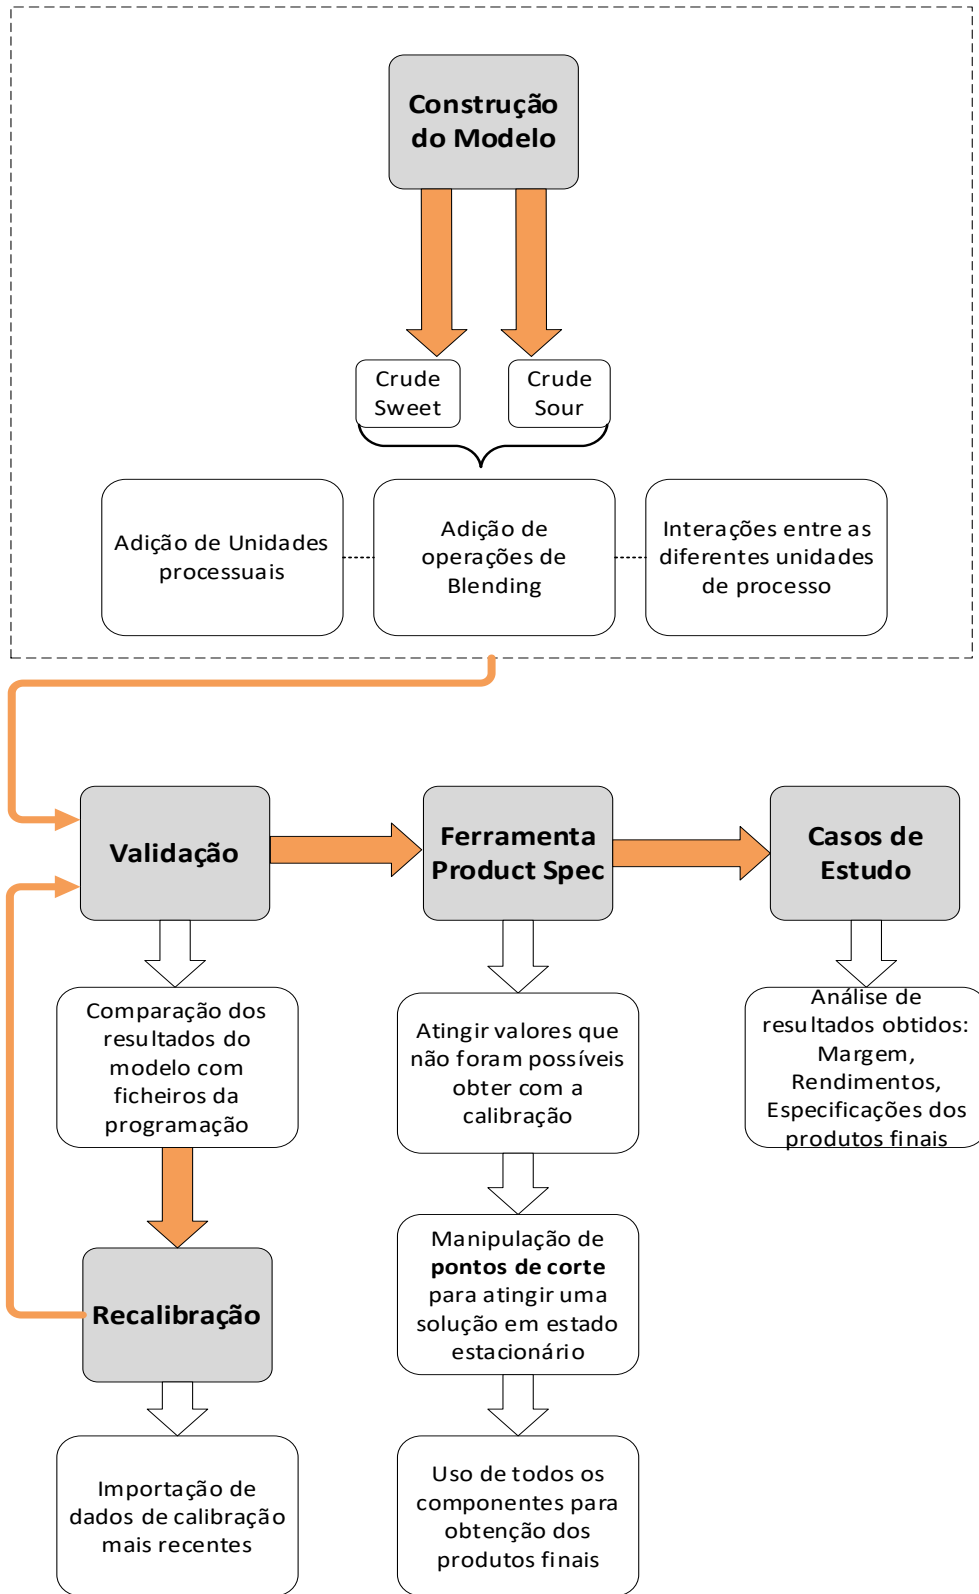 Construção
do Modelo
Crude
Sweet
Crude
Sour
Adição de Unidades
processuais
Adição de
operações de
Blending
Interações entre as
diferentes unidades
de processo
Validação
Ferramenta
Product Spec
Casos de
Estudo
Comparação dos
resultados do
modelo com
ficheiros da
programação
Atingir valores que
não foram possíveis
obter com a
calibração
Análise de
resultados obtidos:
Margem,
Rendimentos,
Especificações dos
produtos finais
Recalibração
Manipulação de
pontos de corte
para atingir uma
solução em estado
estacionário
Importação de
dados de calibração
mais recentes
Uso de todos os
componentes para
obtenção dos
produtos finais